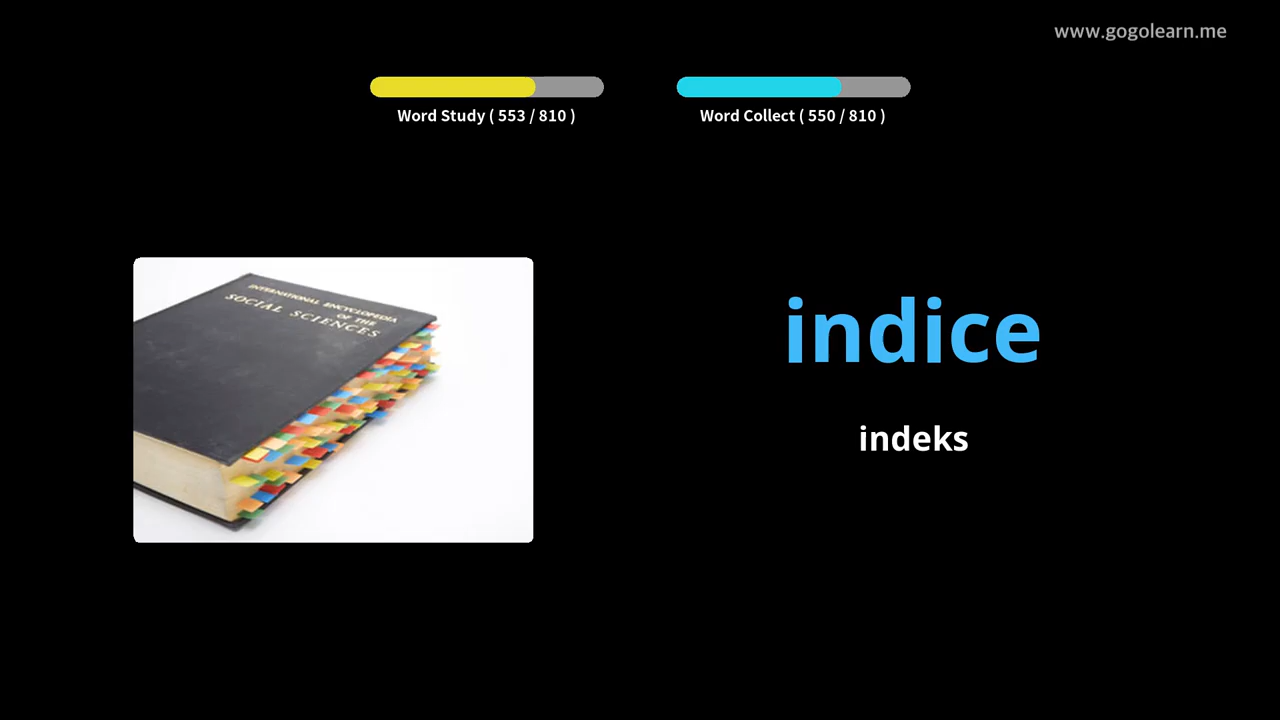 www.gogolearn.me
Word Study ( 553 / 810 )
Word Collect ( 550 / 810 )
INTERNATIONAL ENCYCLOPEDIA
OF THE
SOCIAL SCIENCES
indice
indeks